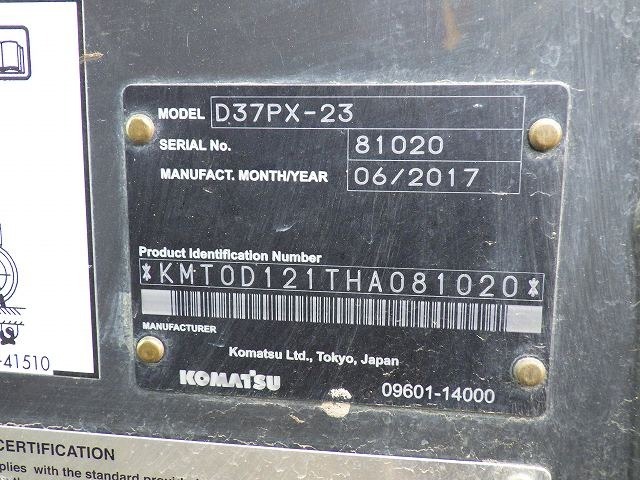 MODEL D37PX-23
SERIAL No. 81020
MANUFACT. MONTH/YEAR 06/2017
Product Identification Number
*KMT0D121THA081020*
MANUFACTURER
Komatsu Ltd., Tokyo, Japan
KOMATSU 09601-14000
-41510
CERTIFICATION
plies with the standard provided